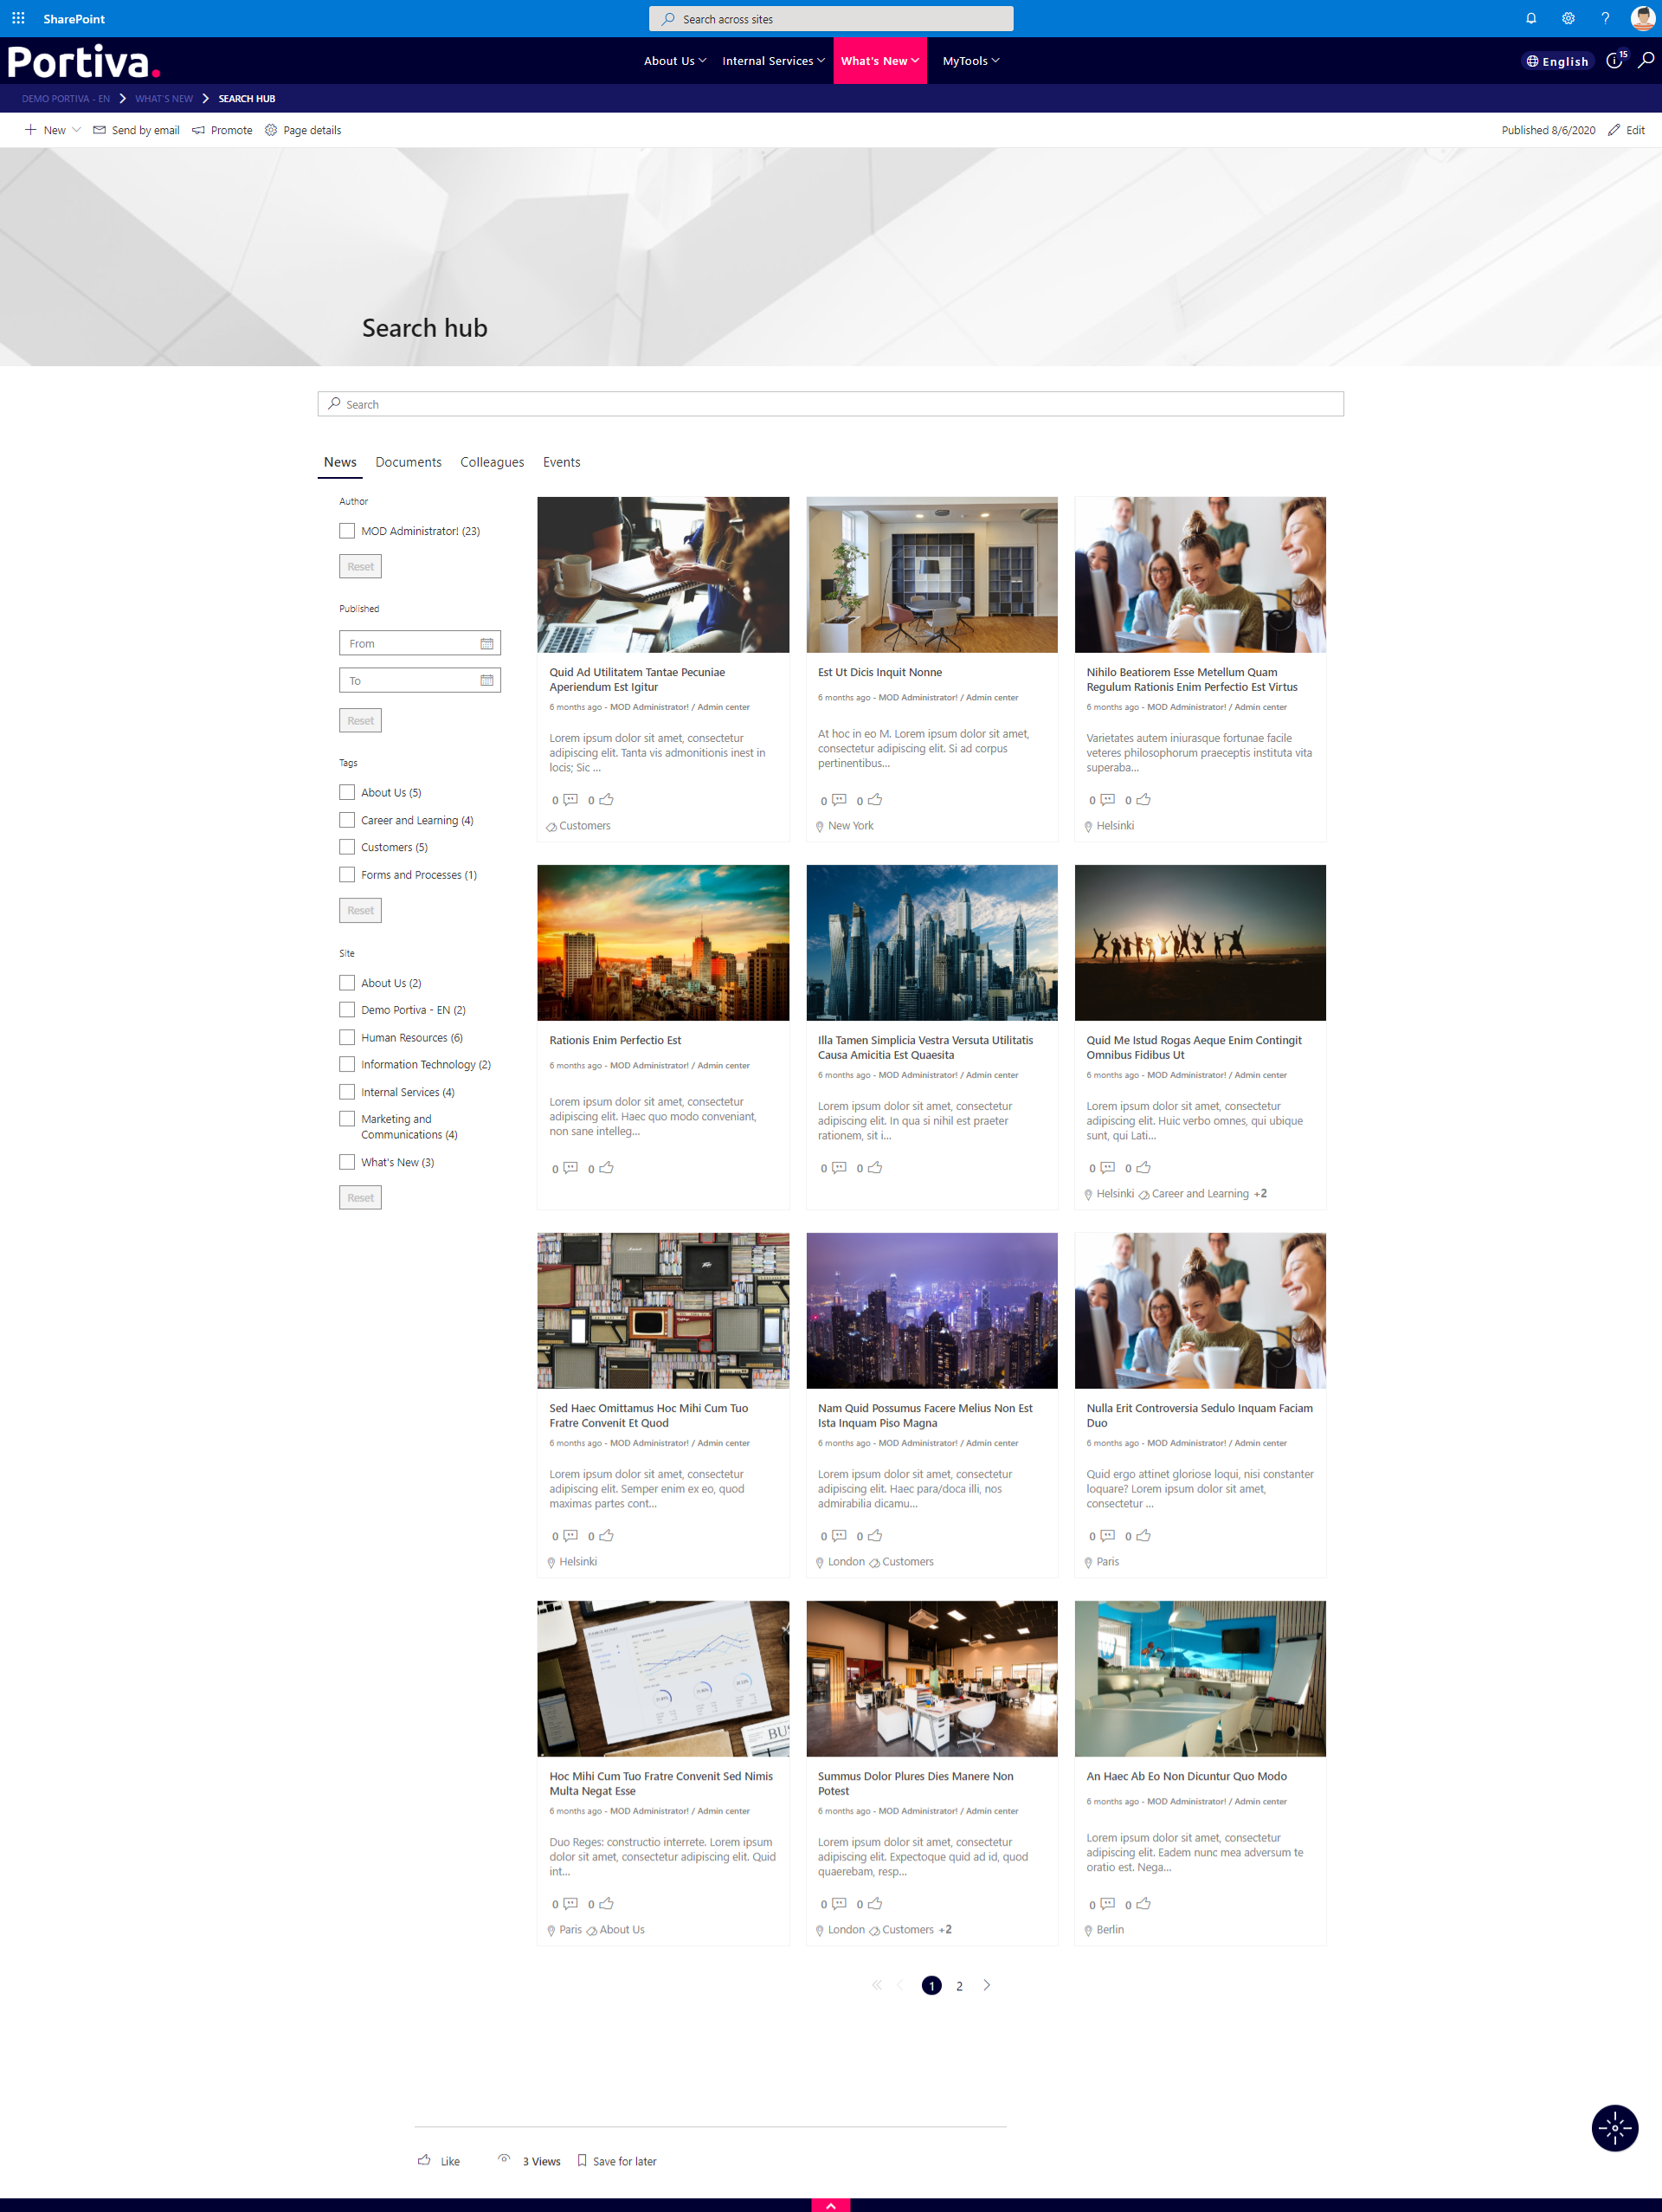 SharePoint
Search across sites
?
Portiva.
About Us
Internal Services
What's New
MyTools
English
15
DEMO PORTIVA - EN
WHAT'S NEW
SEARCH HUB
New
Send by email
Promote
Page details
Published 8/6/2020
Edit
Search hub
Search
News
Documents
Colleagues
Events
Author
MOD Administrator! (23)
Reset
Published
From
To
Reset
Tags
About Us (5)
Career and Learning (4)
Customers (5)
Forms and Processes (1)
Reset
Site
About Us (2)
Demo Portiva - EN (2)
Human Resources (6)
Information Technology (2)
Internal Services (4)
Marketing and
Communications (4)
What's New (3)
Reset
Quid Ad Utilitatem Tantae Pecuniae
Aperiendum Est Igitur
6 months ago - MOD Administrator! / Admin center
Lorem ipsum dolor sit amet, consectetur
adipiscing elit. Tanta vis admonitionis inest in
locis; Sic ...
0 0
Customers
Est Ut Dicis Inquit Nonne
6 months ago - MOD Administrator! / Admin center
At hoc in eo M. Lorem ipsum dolor sit amet,
consectetur adipiscing elit. Si ad corpus
pertinentibus...
0 0
New York
Nihilo Beatiorem Esse Metellum Quam
Regulum Rationis Enim Perfectio Est Virtus
6 months ago - MOD Administrator! / Admin center
Varietates autem iniurasque fortunae facile
veteres philosophorum praeceptis instituta vita
superaba...
0 0
Helsinki
Rationis Enim Perfectio Est
6 months ago - MOD Administrator! / Admin center
Lorem ipsum dolor sit amet, consectetur
adipiscing elit. Haec quo modo conveniant,
non sane intelleg...
0 0
Illa Tamen Simplicia Vestra Versuta Utilitatis
Causa Amicitia Est Quaesita
6 months ago - MOD Administrator! / Admin center
Lorem ipsum dolor sit amet, consectetur
adipiscing elit. In qua si nihil est praeter
rationem, sit i...
0 0
Quid Me Istud Rogas Aeque Enim Contingit
Omnibus Fidibus Ut
6 months ago - MOD Administrator! / Admin center
Lorem ipsum dolor sit amet, consectetur
adipiscing elit. Huic verbo omnes, qui ubique
sunt, qui Lati...
0 0
Helsinki Career and Learning +2
Sed Haec Omittamus Hoc Mihi Cum Tuo
Fratre Convenit Et Quod
6 months ago - MOD Administrator! / Admin center
Lorem ipsum dolor sit amet, consectetur
adipiscing elit. Semper enim ex eo, quod
maximas partes cont...
0 0
Helsinki
Nam Quid Possumus Facere Melius Non Est
Ista Inquam Piso Magna
6 months ago - MOD Administrator! / Admin center
Lorem ipsum dolor sit amet, consectetur
adipiscing elit. Haec para/doca illi, nos
admirabilia dicamu...
0 0
London Customers
Nulla Erit Controversia Sedulo Inquam Faciam
Duo
6 months ago - MOD Administrator! / Admin center
Quid ergo attinet gloriose loqui, nisi constanter
loquare? Lorem ipsum dolor sit amet,
consectetur ...
0 0
Paris
BUS
Hoc Mihi Cum Tuo Fratre Convenit Sed Nimis
Multa Negat Esse
6 months ago - MOD Administrator! / Admin center
Duo Reges: constructio interrete. Lorem ipsum
dolor sit amet, consectetur adipiscing elit. Quid
int...
0 0
Paris About Us
Summus Dolor Plures Dies Manere Non
Potest
6 months ago - MOD Administrator! / Admin center
Lorem ipsum dolor sit amet, consectetur
adipiscing elit. Expectoque quid ad id, quod
quaerebam, resp...
0 0
London Customers +2
An Haec Ab Eo Non Dicuntur Quo Modo
6 months ago - MOD Administrator! / Admin center
Lorem ipsum dolor sit amet, consectetur
adipiscing elit. Eadem nunc mea adversum te
oratio est. Nega...
0 0
Berlin
1 2
Like
3 Views
Save for later